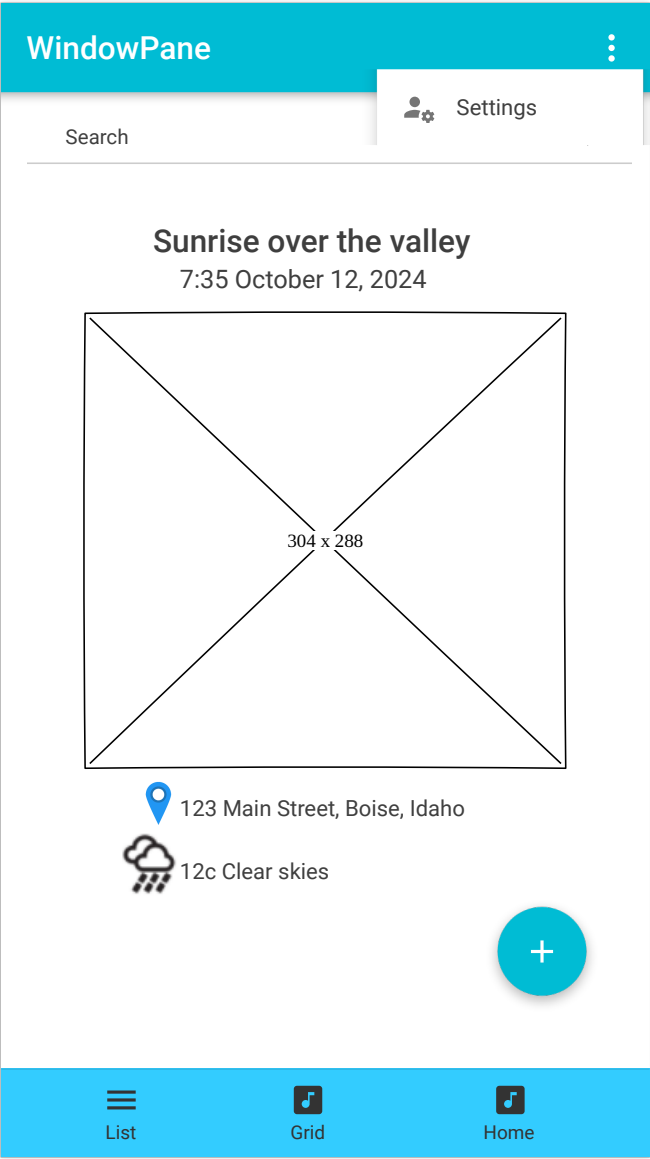 WindowPane
Settings
Search
Sunrise over the valley
7:35 October 12, 2024
304 x 288
123 Main Street, Boise, Idaho
12c Clear skies
+
List
Grid
Home